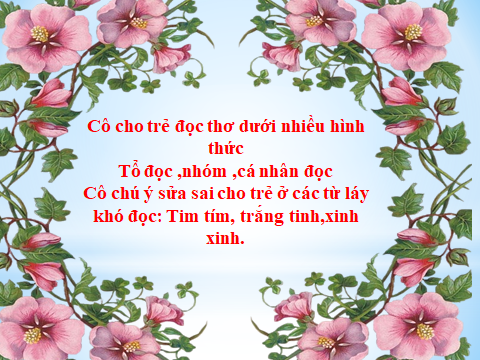 Cô cho trẻ đọc thơ dưới nhiều hình
thức
Tổ đọc ,nhóm ,cá nhân đọc
Cô chú ý sửa sai cho trẻ ở các từ láy
khó đọc: Tim tím, trắng tinh,xinh
xinh.